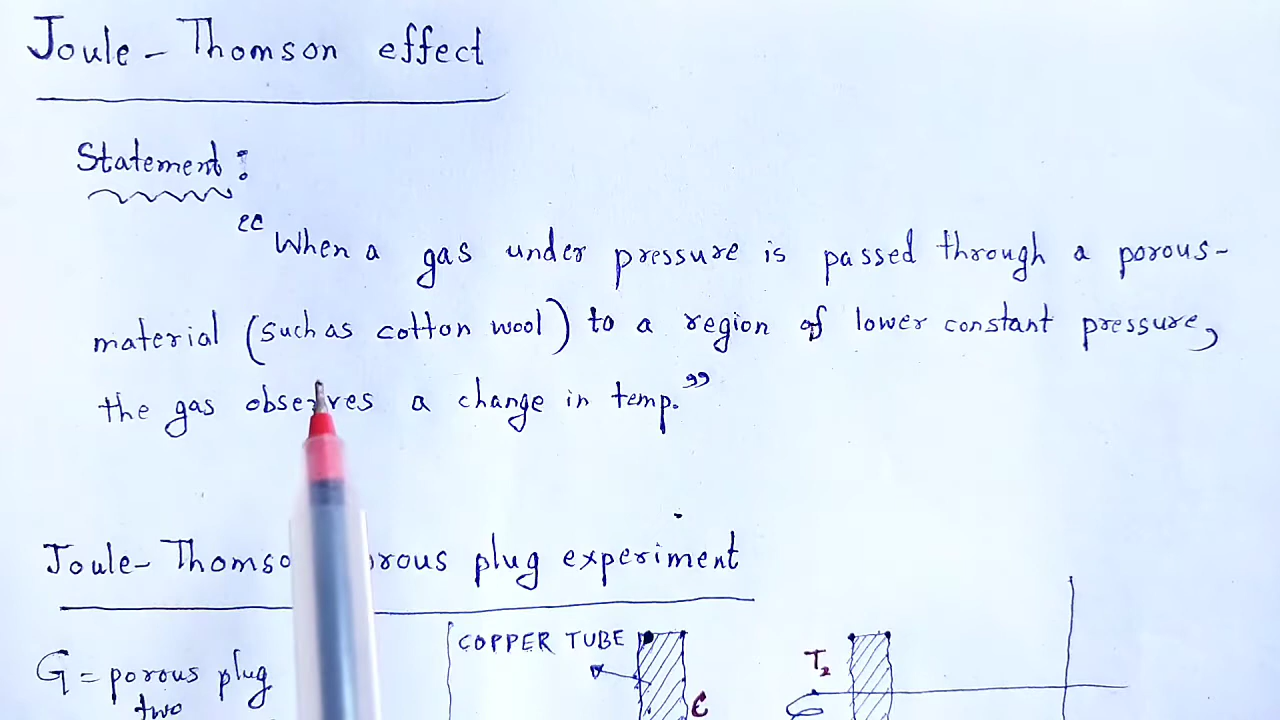 Joule - Thomson effect
Statement:
"When a gas under pressure is passed through a porous-
material (such as cotton wool) to a region of lower constant pressure,
the gas observes a change in temp."
Joule- Thomso rous plug experiment
G = porous plug
two
COPPER TUBE
C
T2